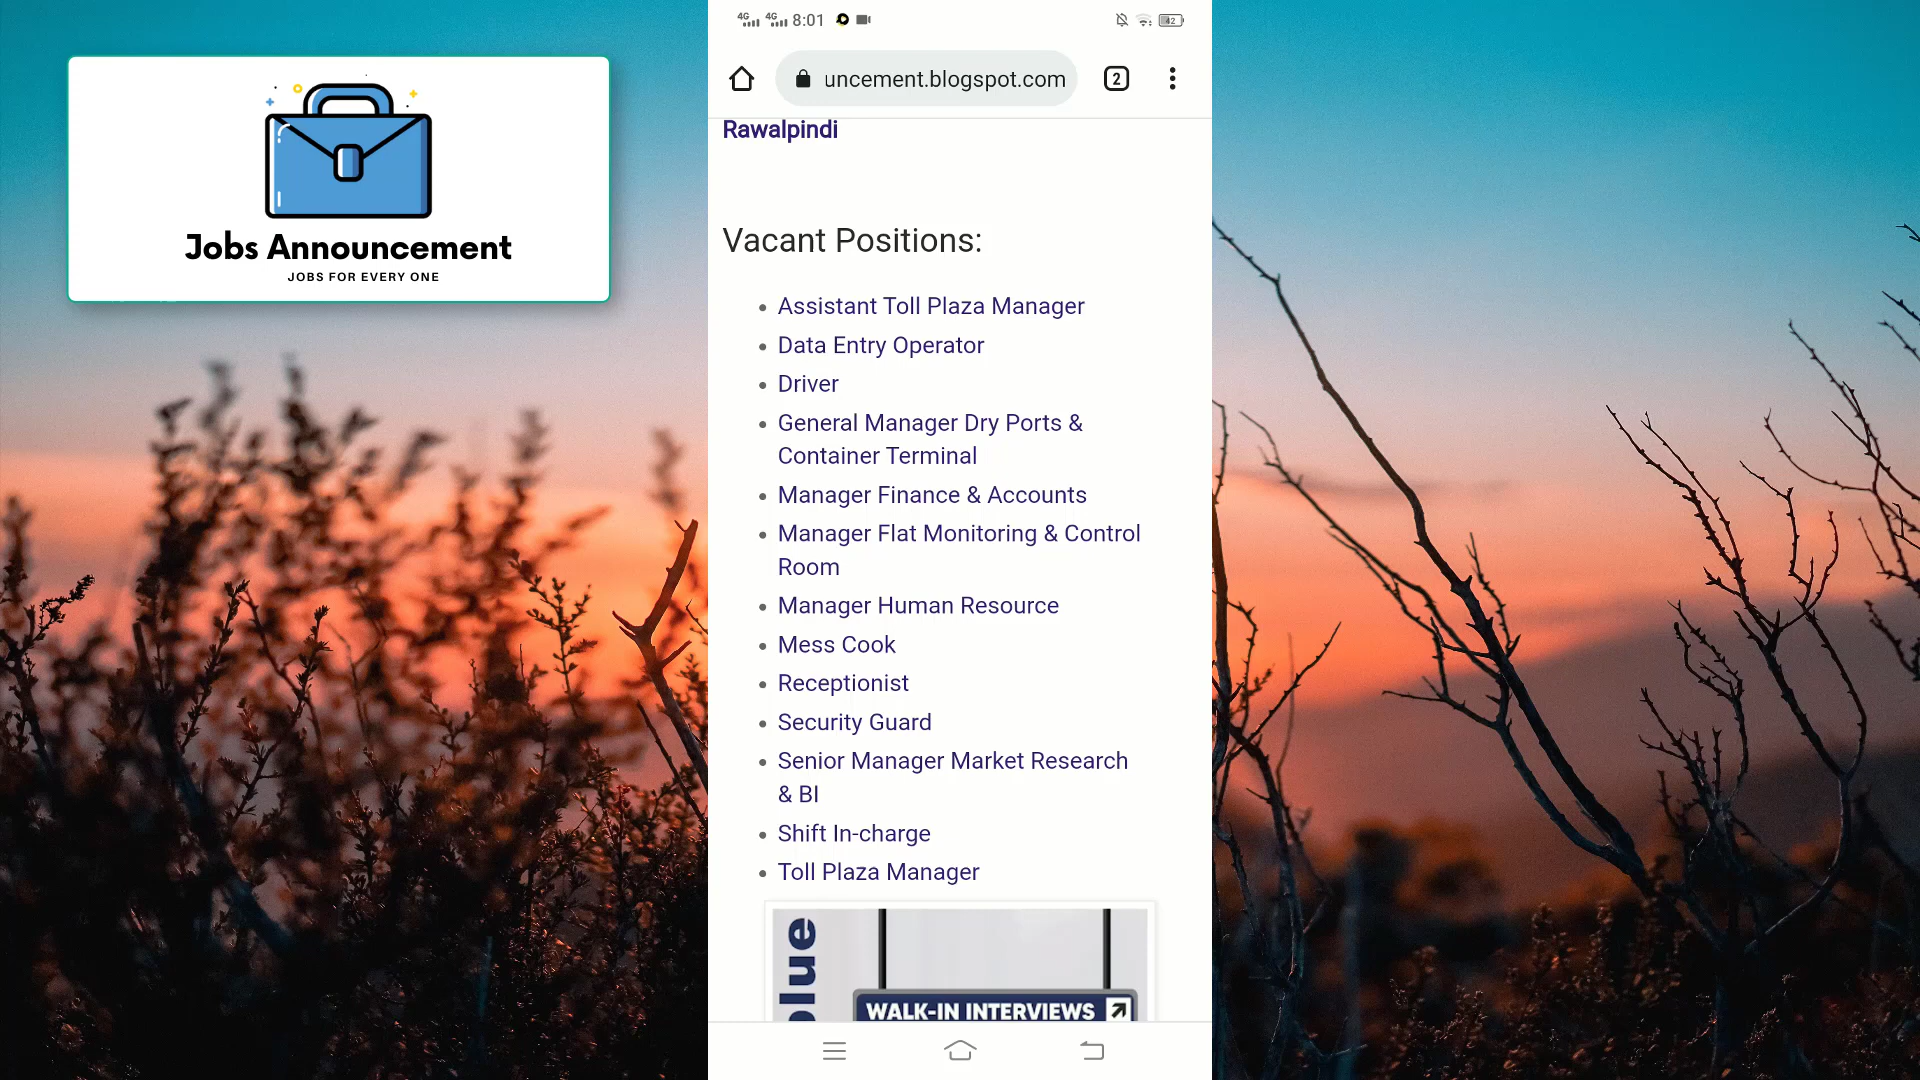 Jobs Announcement
JOBS FOR EVERY ONE
4G 4G 8:01
42
uncement.blogspot.com
2
Rawalpindi
Vacant Positions:
Assistant Toll Plaza Manager
Data Entry Operator
Driver
General Manager Dry Ports &
Container Terminal
Manager Finance & Accounts
Manager Flat Monitoring & Control
Room
Manager Human Resource
Mess Cook
Receptionist
Security Guard
Senior Manager Market Research
& BI
Shift In-charge
Toll Plaza Manager
WALK-IN INTERVIEWS